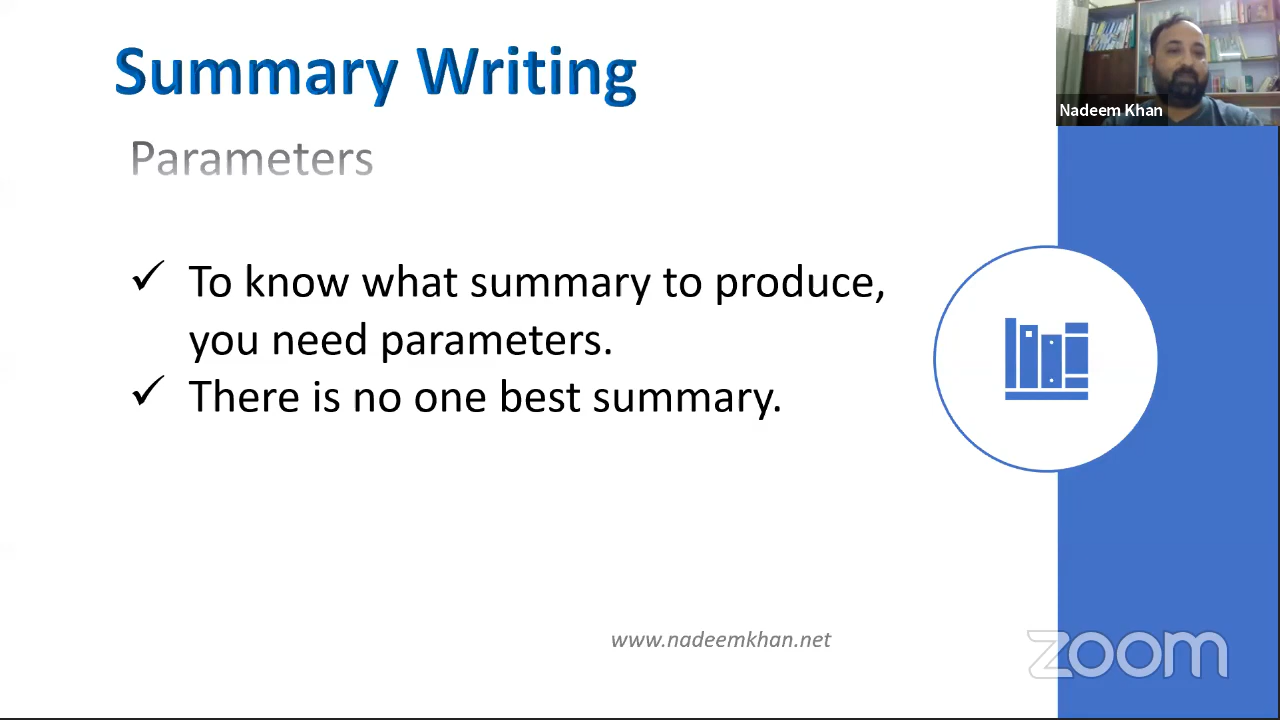 Summary Writing
Nadeem Khan
Parameters
✓ To know what summary to produce,
you need parameters.
✓ There is no one best summary.
www.nadeemkhan.net
zoom